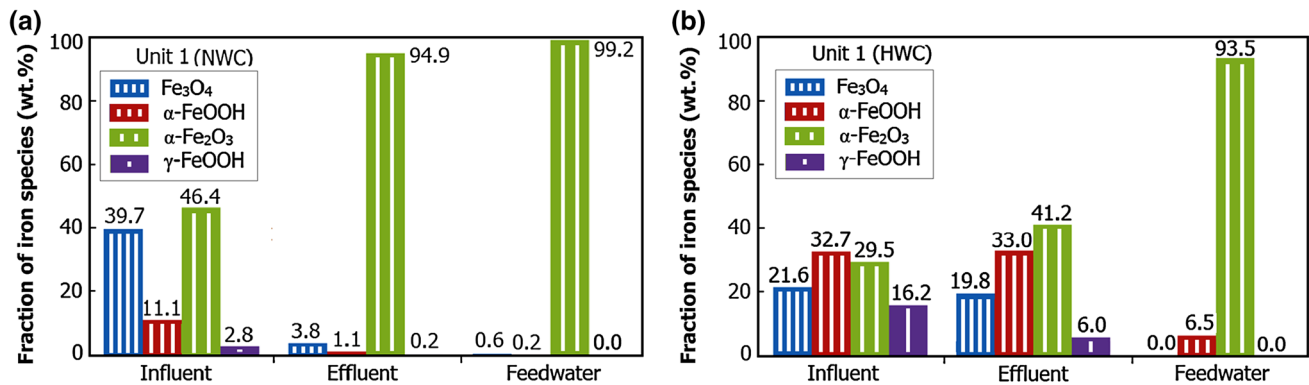 (a)
Fraction of iron species (wt.%)
100
80
60
40
20
0
Unit 1 (NWC)
Fe₃O₄
α-FeOOH
α-Fe₂O₃
γ-FeOOH
39.7
11.1
46.4
2.8
3.8
1.1
94.9
0.2
0.6
0.2
99.2
0.0
Influent
Effluent
Feedwater
(b)
Fraction of iron species (wt.%)
100
80
60
40
20
0
Unit 1 (HWC)
Fe₃O₄
α-FeOOH
α-Fe₂O₃
γ-FeOOH
21.6
32.7
29.5
16.2
19.8
33.0
41.2
6.0
0.0
6.5
93.5
0.0
Influent
Effluent
Feedwater